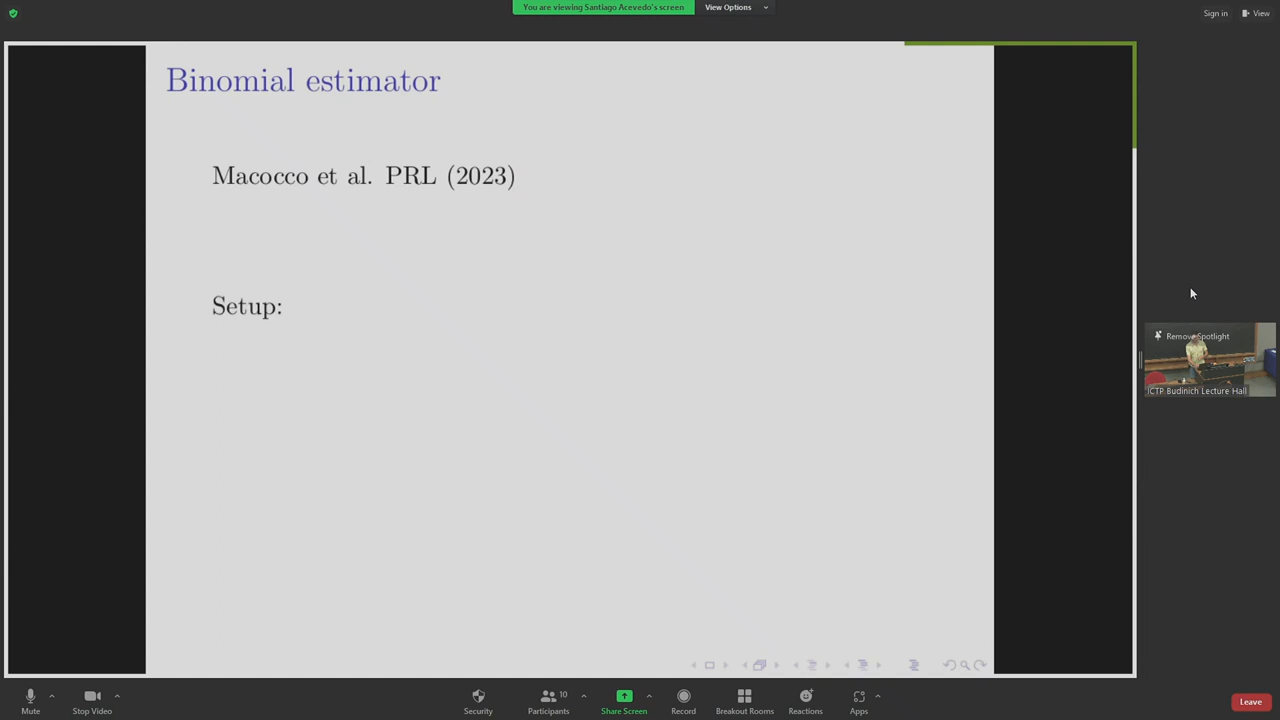 You are viewing Santiago Acevedo's screen
View Options
Sign in
View
Binomial estimator
Macocco et al. PRL (2023)
Setup:
Remove Spotlight
ICTP Budinich Lecture Hall
Mute
Stop Video
Security
Participants
10
Share Screen
Record
Breakout Rooms
Reactions
Apps
Leave